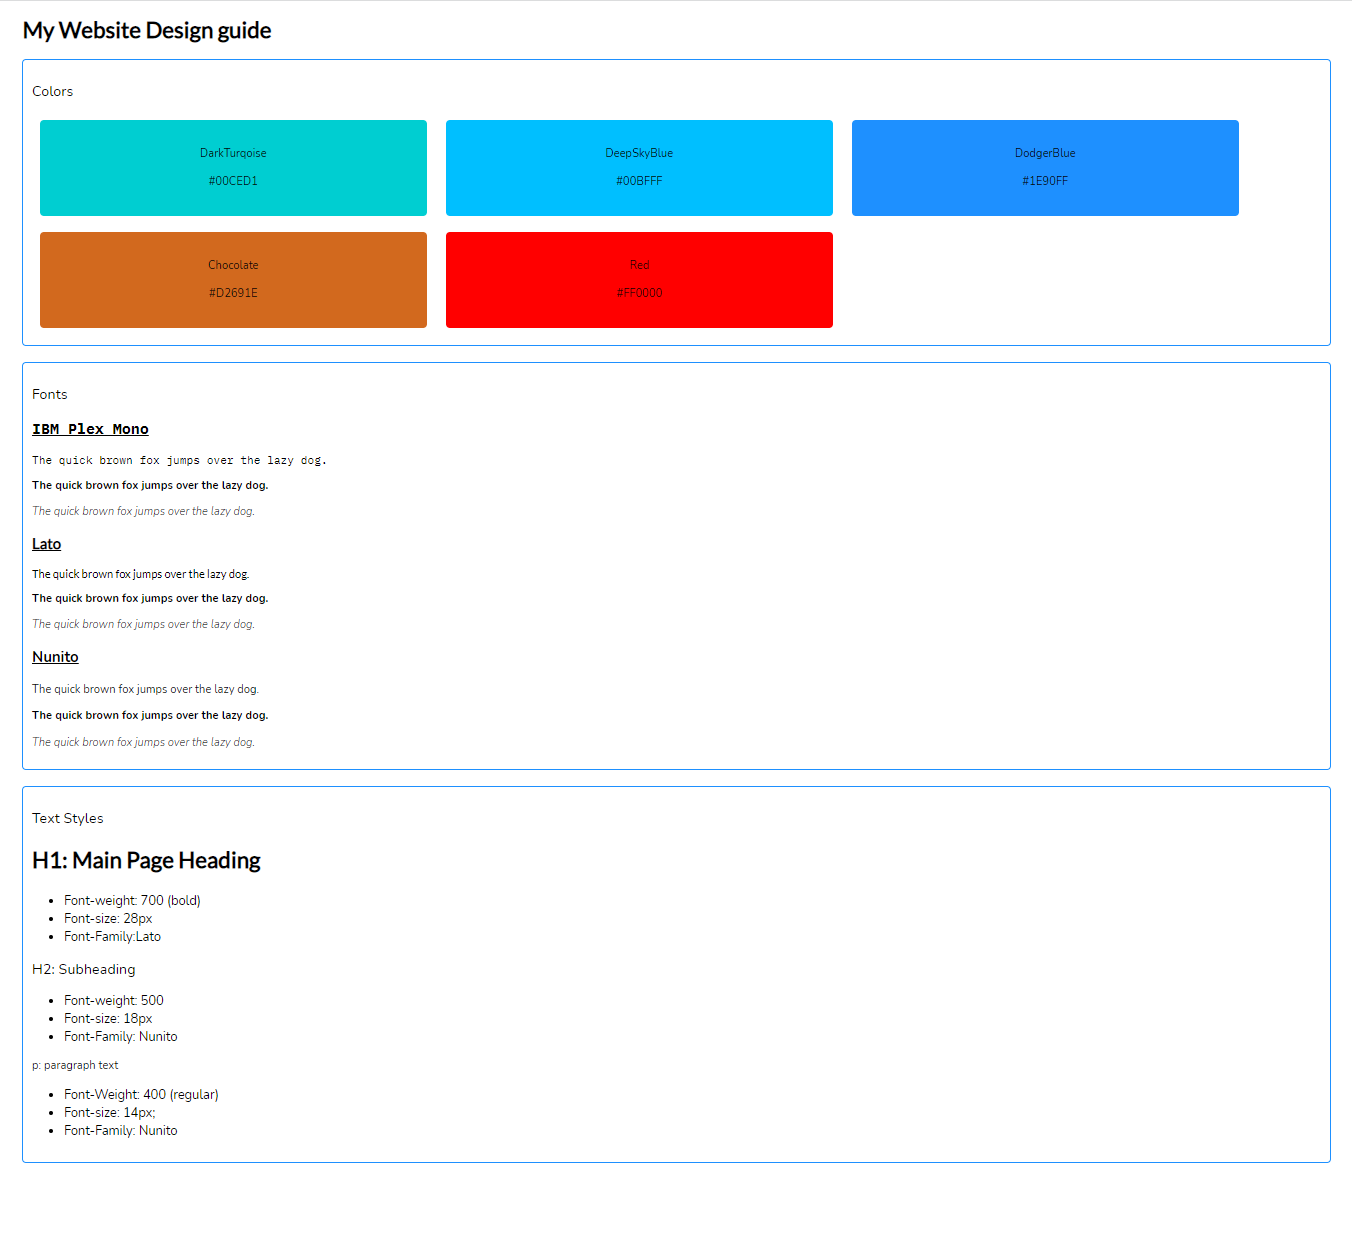 My Website Design guide
Colors
DarkTurqoise
#00CED1
DeepSkyBlue
#00BFFF
DodgerBlue
#1E90FF
Chocolate
#D2691E
Red
#FF0000
Fonts
IBM Plex Mono
The quick brown fox jumps over the lazy dog.
The quick brown fox jumps over the lazy dog.
The quick brown fox jumps over the lazy dog.
Lato
The quick brown fox jumps over the lazy dog.
The quick brown fox jumps over the lazy dog.
The quick brown fox jumps over the lazy dog.
Nunito
The quick brown fox jumps over the lazy dog.
The quick brown fox jumps over the lazy dog.
The quick brown fox jumps over the lazy dog.
Text Styles
H1: Main Page Heading
• Font-weight: 700 (bold)
• Font-size: 28px
• Font-Family:Lato
H2: Subheading
• Font-weight: 500
• Font-size: 18px
• Font-Family: Nunito
p: paragraph text
• Font-Weight: 400 (regular)
• Font-size: 14px;
• Font-Family: Nunito